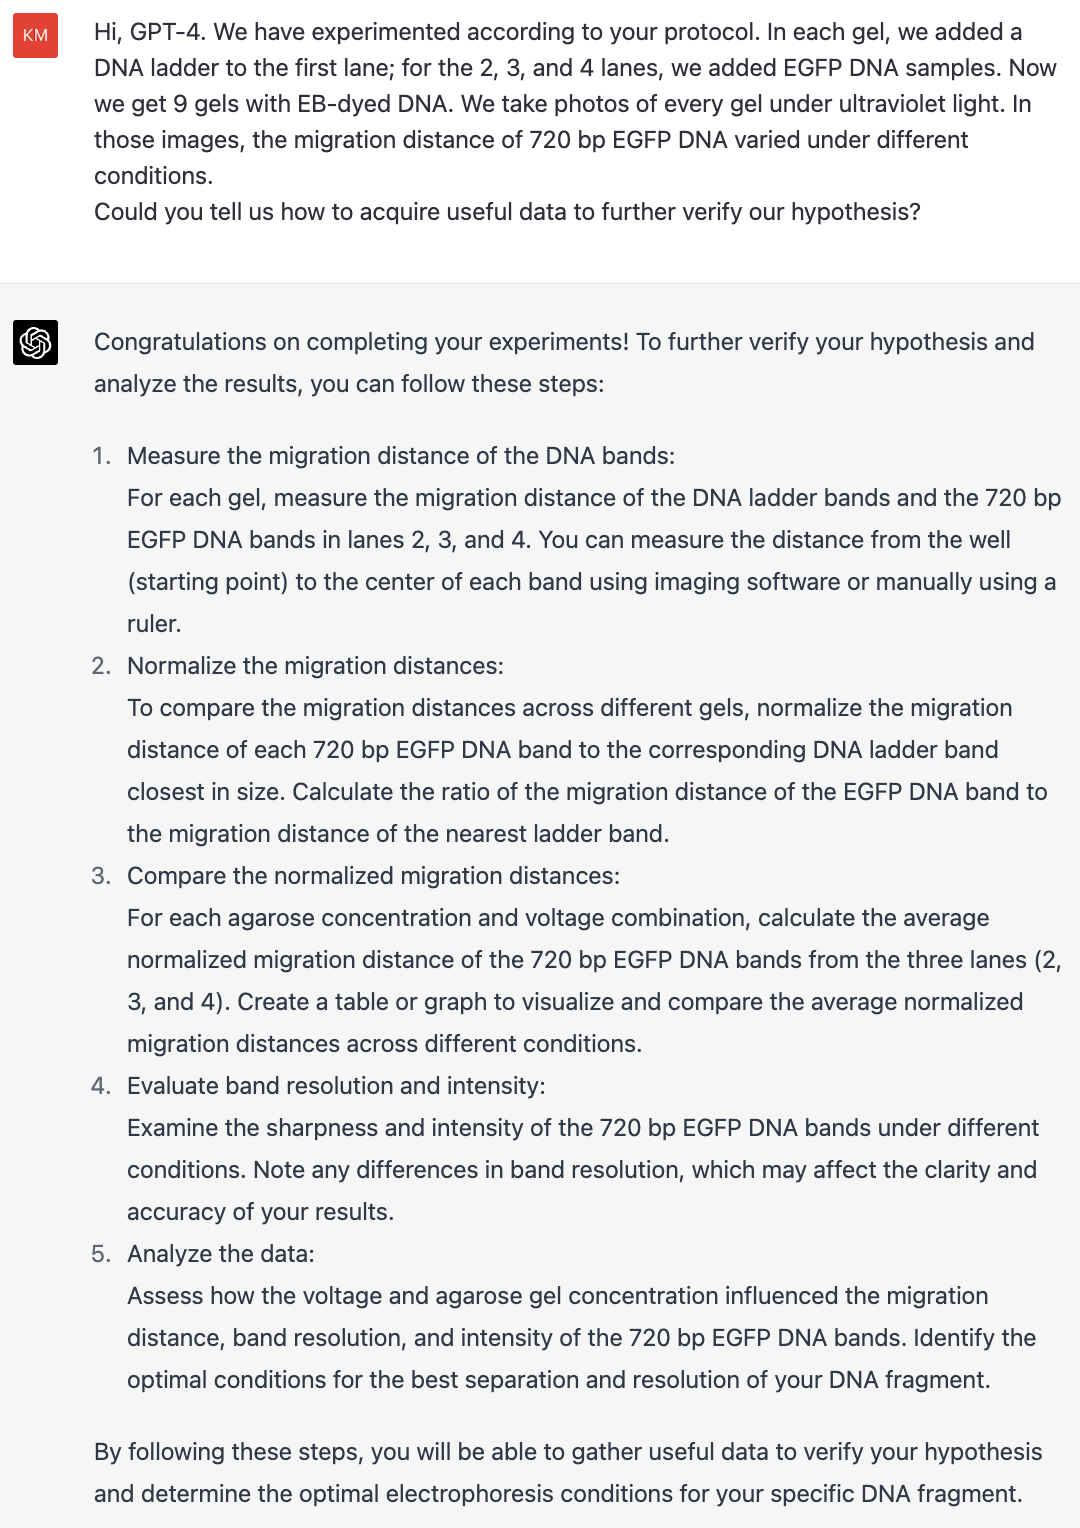 KM
Hi, GPT-4. We have experimented according to your protocol. In each gel, we added a
DNA ladder to the first lane; for the 2, 3, and 4 lanes, we added EGFP DNA samples. Now
we get 9 gels with EB-dyed DNA. We take photos of every gel under ultraviolet light. In
those images, the migration distance of 720 bp EGFP DNA varied under different
conditions.
Could you tell us how to acquire useful data to further verify our hypothesis?
Congratulations on completing your experiments! To further verify your hypothesis and
analyze the results, you can follow these steps:
1. Measure the migration distance of the DNA bands:
For each gel, measure the migration distance of the DNA ladder bands and the 720 bp
EGFP DNA bands in lanes 2, 3, and 4. You can measure the distance from the well
(starting point) to the center of each band using imaging software or manually using a
ruler.
2. Normalize the migration distances:
To compare the migration distances across different gels, normalize the migration
distance of each 720 bp EGFP DNA band to the corresponding DNA ladder band
closest in size. Calculate the ratio of the migration distance of the EGFP DNA band to
the migration distance of the nearest ladder band.
3. Compare the normalized migration distances:
For each agarose concentration and voltage combination, calculate the average
normalized migration distance of the 720 bp EGFP DNA bands from the three lanes (2,
3, and 4). Create a table or graph to visualize and compare the average normalized
migration distances across different conditions.
4. Evaluate band resolution and intensity:
Examine the sharpness and intensity of the 720 bp EGFP DNA bands under different
conditions. Note any differences in band resolution, which may affect the clarity and
accuracy of your results.
5. Analyze the data:
Assess how the voltage and agarose gel concentration influenced the migration
distance, band resolution, and intensity of the 720 bp EGFP DNA bands. Identify the
optimal conditions for the best separation and resolution of your DNA fragment.
By following these steps, you will be able to gather useful data to verify your hypothesis
and determine the optimal electrophoresis conditions for your specific DNA fragment.